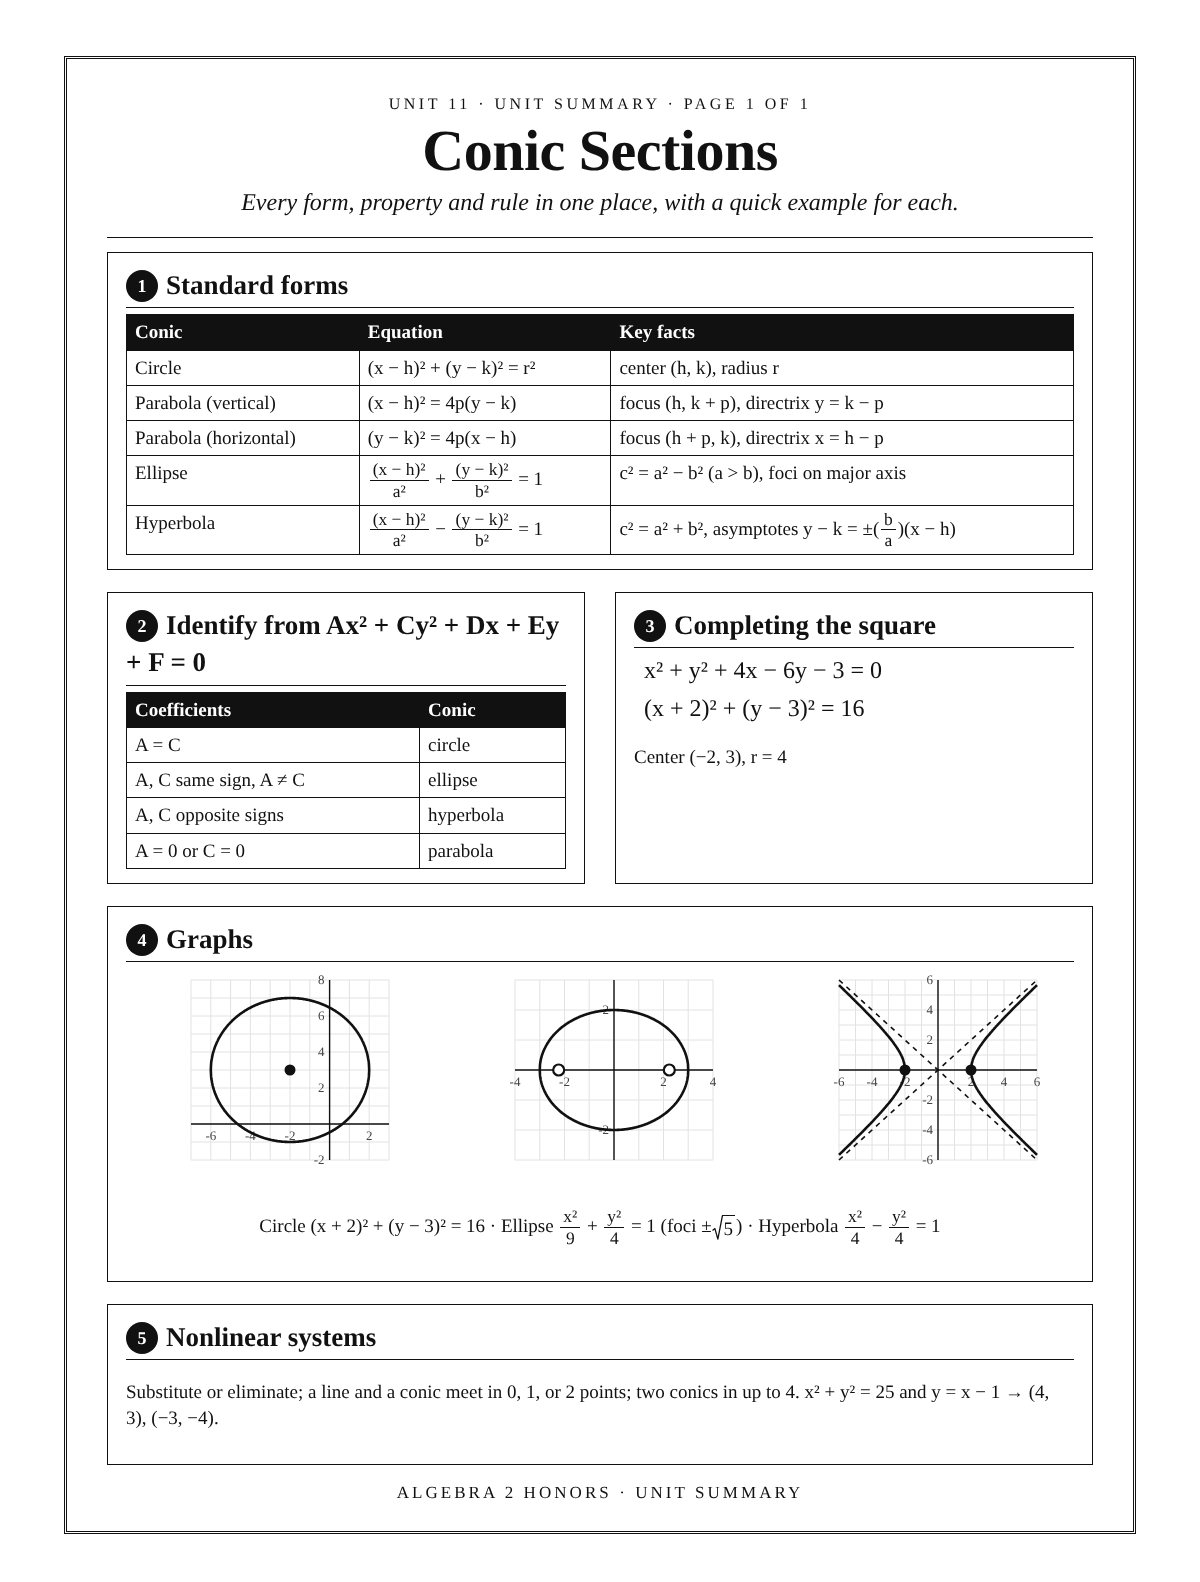 UNIT 11 · UNIT SUMMARY · PAGE 1 OF 1
Conic Sections
Every form, property and rule in one place, with a quick example for each.
1 Standard forms
Conic Equation Key facts
Circle (x − h)² + (y − k)² = r² center (h, k), radius r
Parabola (vertical) (x − h)² = 4p(y − k) focus (h, k + p), directrix y = k − p
Parabola (horizontal) (y − k)² = 4p(x − h) focus (h + p, k), directrix x = h − p
Ellipse (x − h)²/a² + (y − k)²/b² = 1 c² = a² − b² (a > b), foci on major axis
Hyperbola (x − h)²/a² − (y − k)²/b² = 1 c² = a² + b², asymptotes y − k = ±(b/a)(x − h)
2 Identify from Ax² + Cy² + Dx + Ey
+ F = 0
Coefficients Conic
A = C circle
A, C same sign, A ≠ C ellipse
A, C opposite signs hyperbola
A = 0 or C = 0 parabola
3 Completing the square
x² + y² + 4x − 6y − 3 = 0
(x + 2)² + (y − 3)² = 16
Center (−2, 3), r = 4
4 Graphs
8
6
4
2
-6 -4 -2 2
-2
2
-4 -2 2 4
-2
6
4
2
-6 -4 -2 2 4 6
-2
-4
-6
Circle (x + 2)² + (y − 3)² = 16 · Ellipse x²/9 + y²/4 = 1 (foci ±√5) · Hyperbola x²/4 − y²/4 = 1
5 Nonlinear systems
Substitute or eliminate; a line and a conic meet in 0, 1, or 2 points; two conics in up to 4. x² + y² = 25 and y = x − 1 → (4,
3), (−3, −4).
ALGEBRA 2 HONORS · UNIT SUMMARY